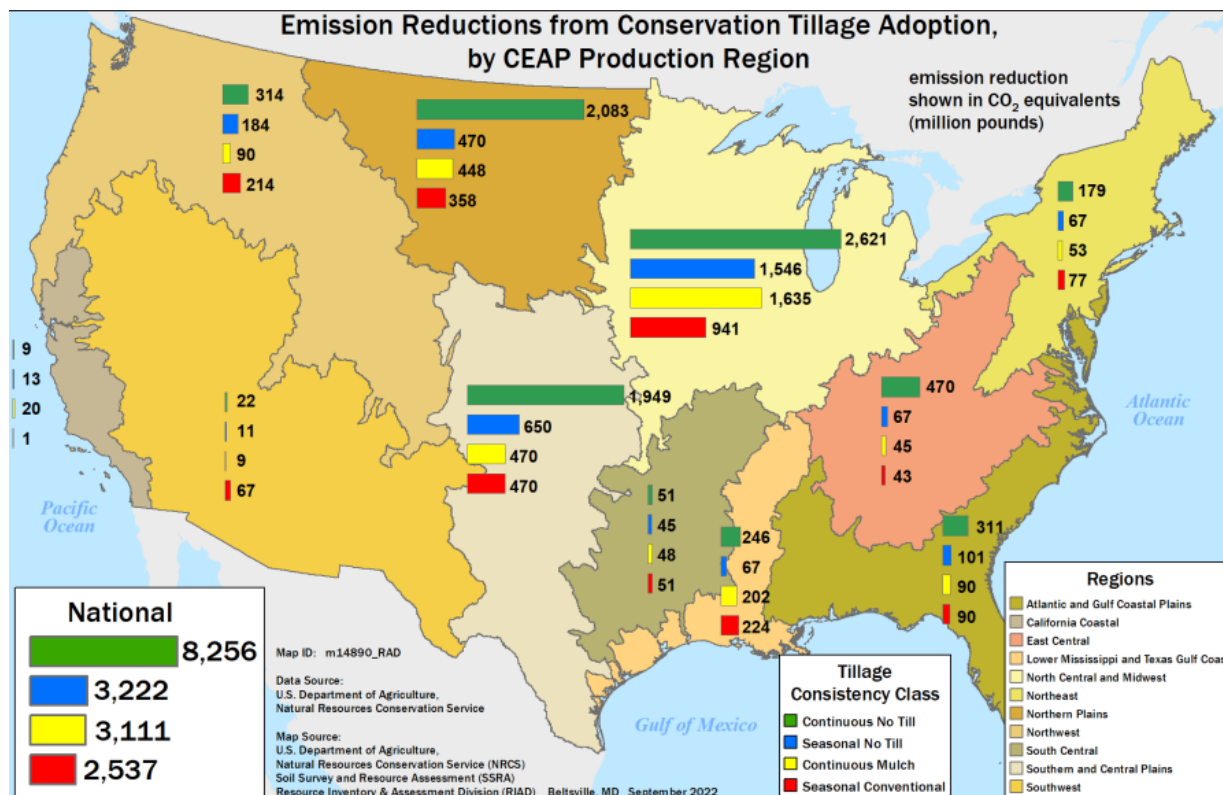 Emission Reductions from Conservation Tillage Adoption,
by CEAP Production Region
emission reduction
shown in CO₂ equivalents
(million pounds)
314
184
90
214
2,083
470
448
358
2,621
1,546
1,635
941
179
67
53
77
9
13
20
1
22
11
9
67
1,949
650
470
470
470
67
45
43
51
45
48
51
246
67
202
224
311
101
90
90
Pacific
Ocean
Atlantic
Ocean
Gulf of Mexico
National
8,256
3,222
3,111
2,537
Map ID: m14890_RAD
Data Source:
U.S. Department of Agriculture,
Natural Resources Conservation Service
Map Source:
U.S. Department of Agriculture,
Natural Resources Conservation Service (NRCS)
Soil Survey and Resource Assessment (SSRA)
Resource Inventory & Assessment Division (RIAD) Beltsville, MD September 2022
Tillage
Consistency Class
Continuous No Till
Seasonal No Till
Continuous Mulch
Seasonal Conventional
Regions
Atlantic and Gulf Coastal Plains
California Coastal
East Central
Lower Mississippi and Texas Gulf Coas
North Central and Midwest
Northeast
Northern Plains
Northwest
South Central
Southern and Central Plains
Southwest